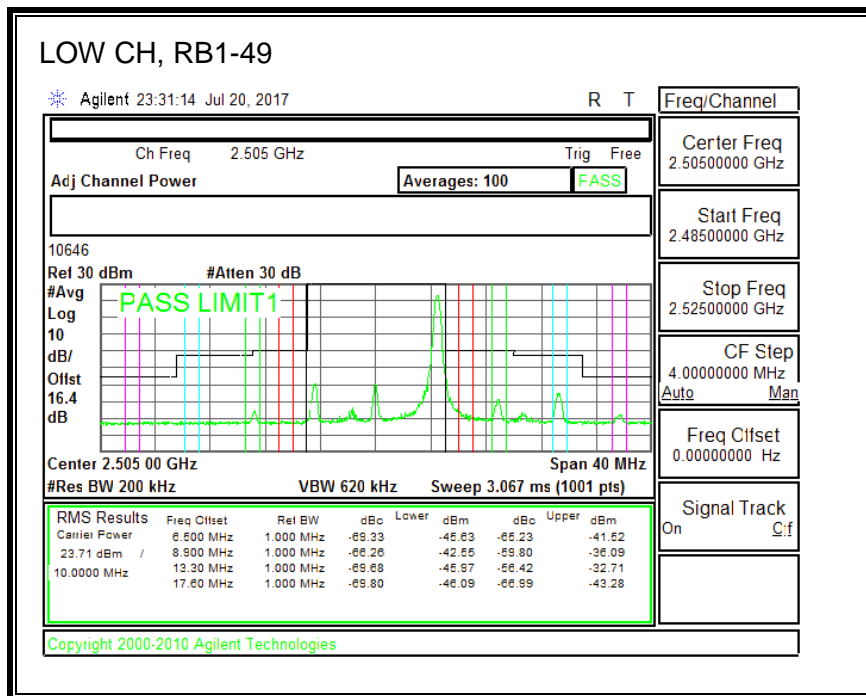 LOW CH, RB1-49
Agilent 23:31:14 Jul 20, 2017 R T
Freq/Channel
Ch Freq 2.505 GHz Trig Free
Adj Channel Power Averages: 100 PASS
10646
Ref 30 dBm #Atten 30 dB
#Avg
Log
10
dB/
Offst
16.4
dB
PASS LIMIT1
Center 2.505 00 GHz Span 40 MHz
#Res BW 200 kHz VBW 620 kHz Sweep 3.067 ms (1001 pts)
RMS Results Freq Offset Ref BW dBc Lower dBm dBc Upper dBm
Carrier Power 6.500 MHz 1.000 MHz -69.33 -45.63 -65.23 -41.52
23.71 dBm / 8.900 MHz 1.000 MHz -66.26 -42.55 -59.80 -36.09
10.0000 MHz 13.30 MHz 1.000 MHz -69.68 -45.97 -56.42 -32.71
17.60 MHz 1.000 MHz -69.80 -46.09 -66.99 -43.28
Center Freq
2.50500000 GHz
Start Freq
2.48500000 GHz
Stop Freq
2.52500000 GHz
CF Step
4.00000000 MHz
Auto Man
Freq Offset
0.00000000 Hz
Signal Track
On Off
Copyright 2000-2010 Agilent Technologies